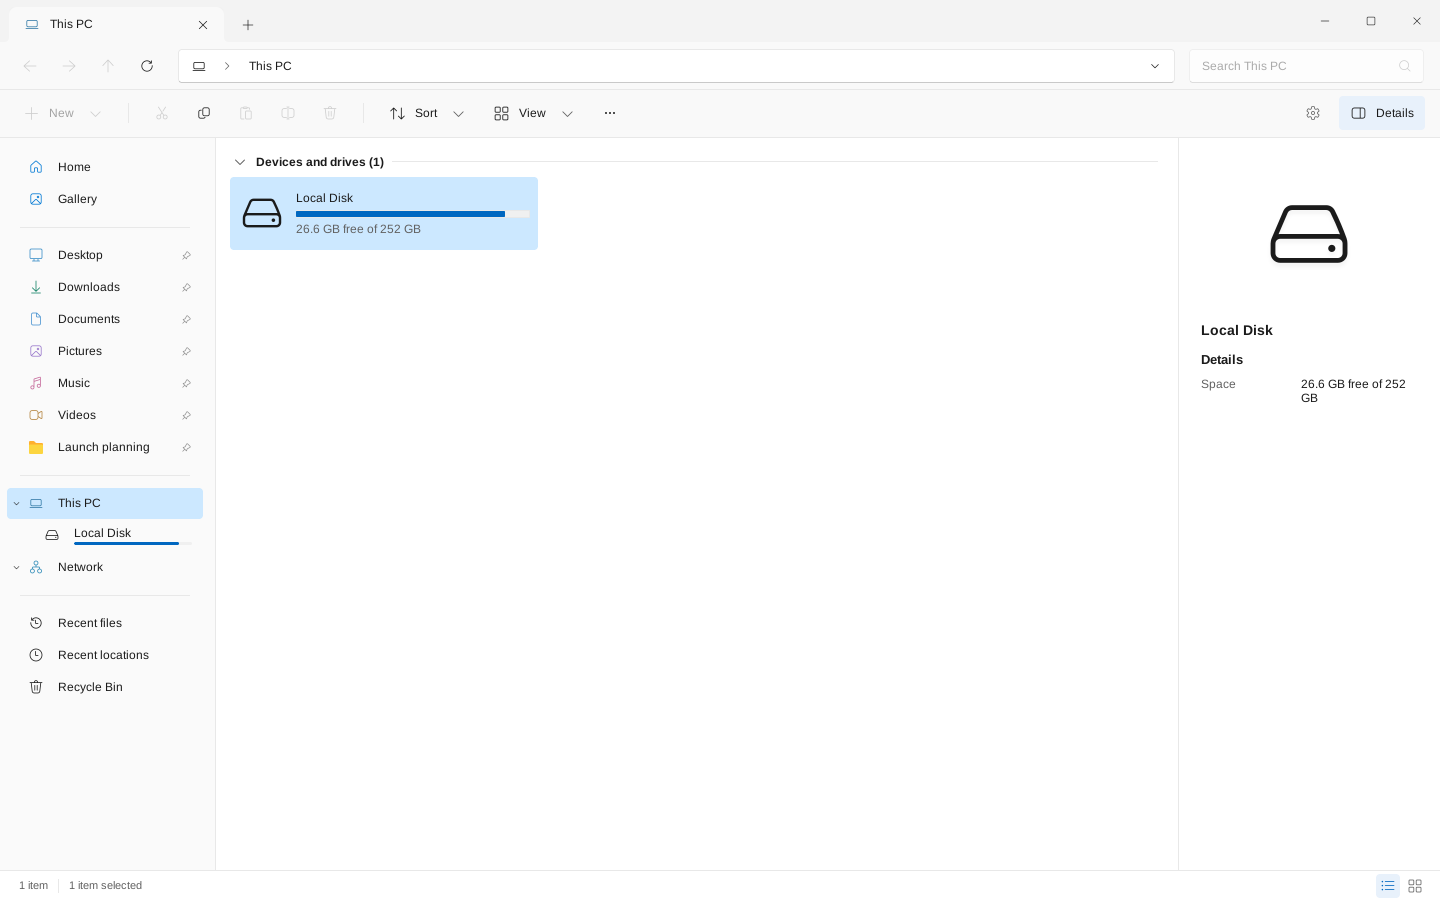 This PC
This PC
Search This PC
New
Sort
View
Details
Home
Gallery
Desktop
Downloads
Documents
Pictures
Music
Videos
Launch planning
This PC
Local Disk
Network
Recent files
Recent locations
Recycle Bin
Devices and drives (1)
Local Disk
26.6 GB free of 252 GB
Local Disk
Details
Space
26.6 GB free of 252
GB
1 item
1 item selected